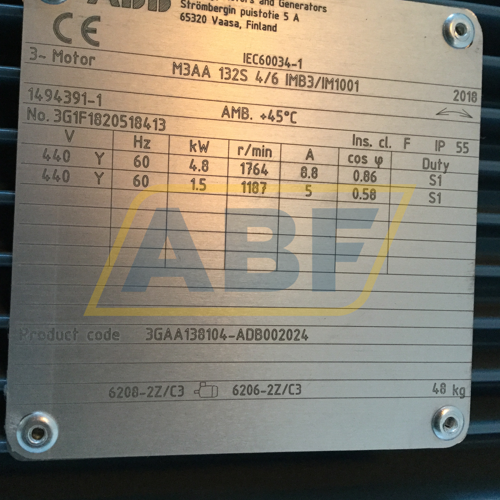 ABB
Motors and Generators
Strömbergin puistotie 5 A
65320 Vaasa, Finland
CE
3~ Motor
IEC60034-1
M3AA 132S 4/6 IMB3/IM1001
2018
1494391-1
No. 3G1F1820518413
AMB. +45°C
Ins. cl. F IP 55
V Hz kW r/min A cos φ Duty
440 Y 60 4.8 1764 8.8 0.86 S1
440 Y 60 1.5 1187 5 0.58 S1
ABF
Product code 3GAA138104-ADB002024
6208-2Z/C3 6206-2Z/C3 48 kg